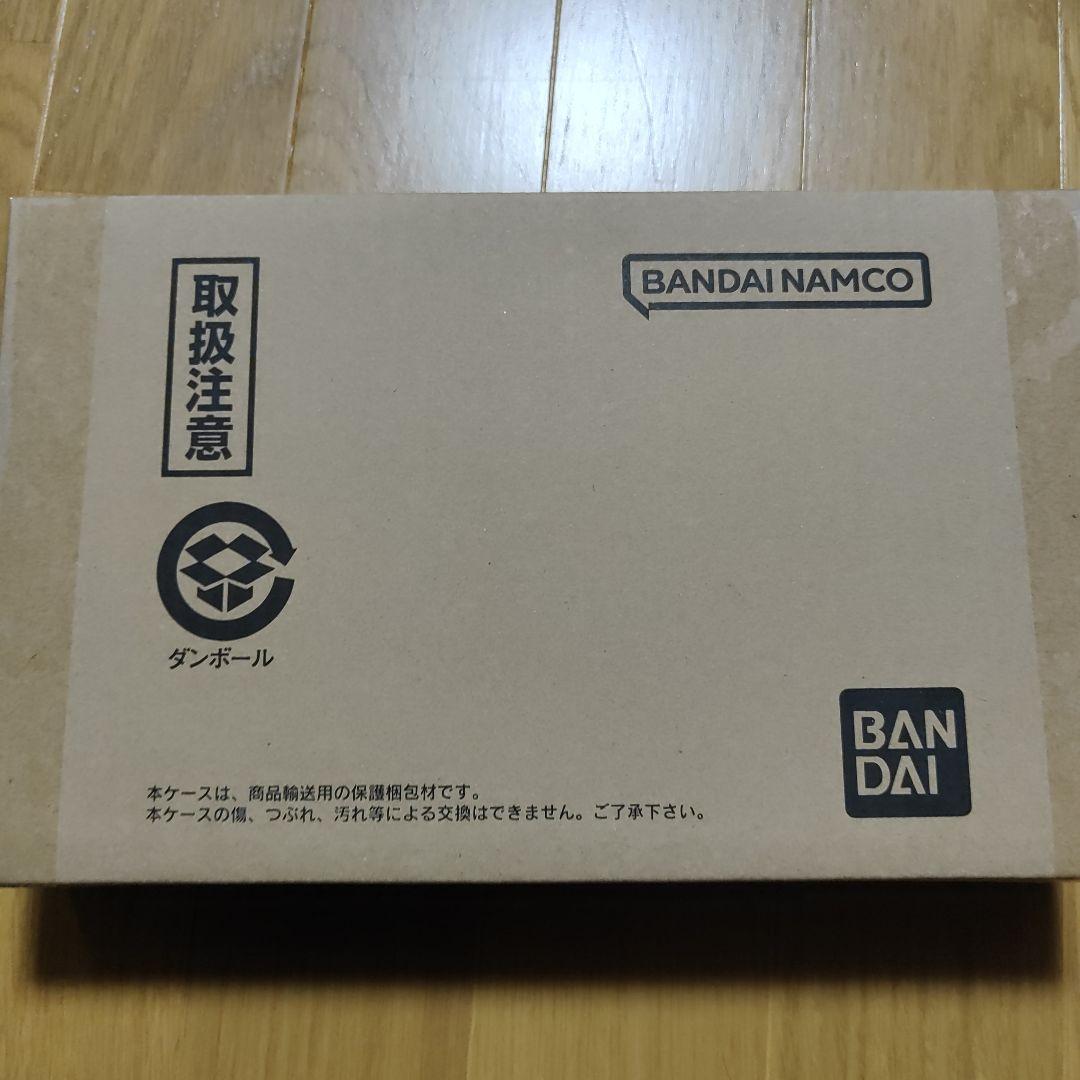 取扱注意
BANDAI NAMCO
ダンボール
BAN
DAI
本ケースは、商品輸送用の保護梱包材です。
本ケースの傷、つぶれ、汚れ等による交換はできません。ご了承下さい。